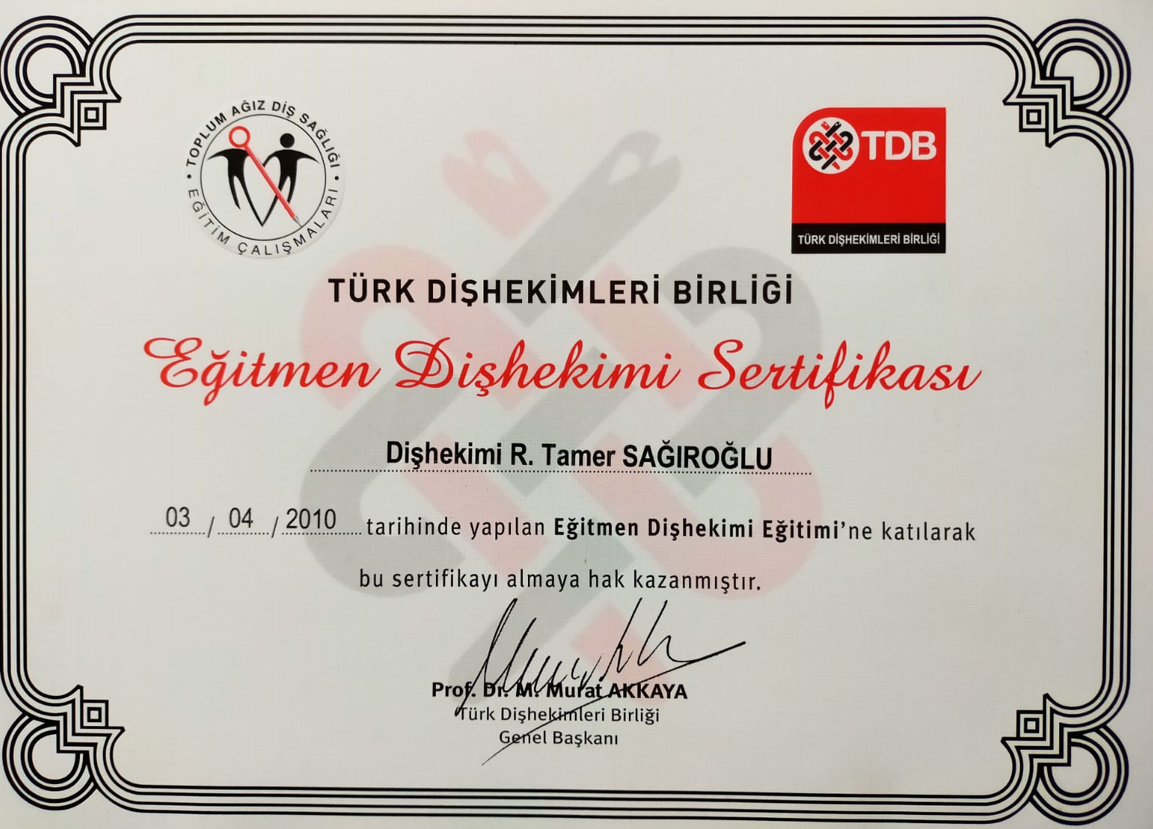 • TOPLUM AĞIZ DİŞ SAĞLIĞI •
EĞİTİM ÇALIŞMALARI
TDB
TÜRK DİŞHEKİMLERİ BİRLİĞİ
TÜRK DİŞHEKİMLERİ BİRLİĞİ
Eğitmen Dişhekimi Sertifikası
Dişhekimi R. Tamer SAĞIROĞLU
03 / 04 / 2010 tarihinde yapılan Eğitmen Dişhekimi Eğitimi'ne katılarak
bu sertifikayı almaya hak kazanmıştır.
Prof. Dr. M. Murat AKKAYA
Türk Dişhekimleri Birliği
Genel Başkanı